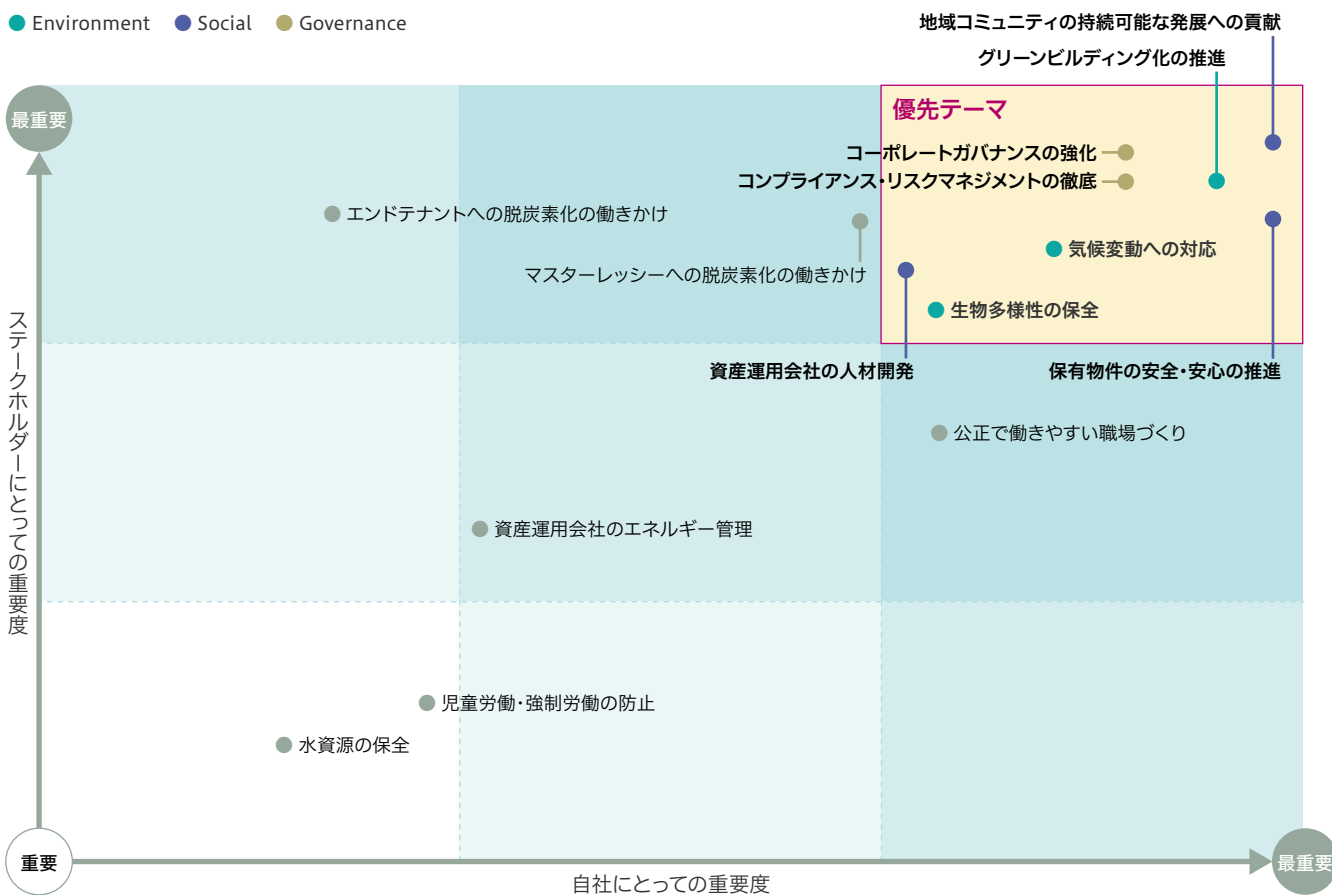 Environment Social Governance
地域コミュニティの持続可能な発展への貢献
グリーンビルディング化の推進
最重要
優先テーマ
コーポレートガバナンスの強化
コンプライアンス・リスクマネジメントの徹底
エンドテナントへの脱炭素化の働きかけ
マスターレッシーへの脱炭素化の働きかけ
気候変動への対応
生物多様性の保全
資産運用会社の人材開発
保有物件の安全・安心の推進
ステークホルダーにとっての重要度
公正で働きやすい職場づくり
資産運用会社のエネルギー管理
児童労働・強制労働の防止
水資源の保全
重要
最重要
自社にとっての重要度